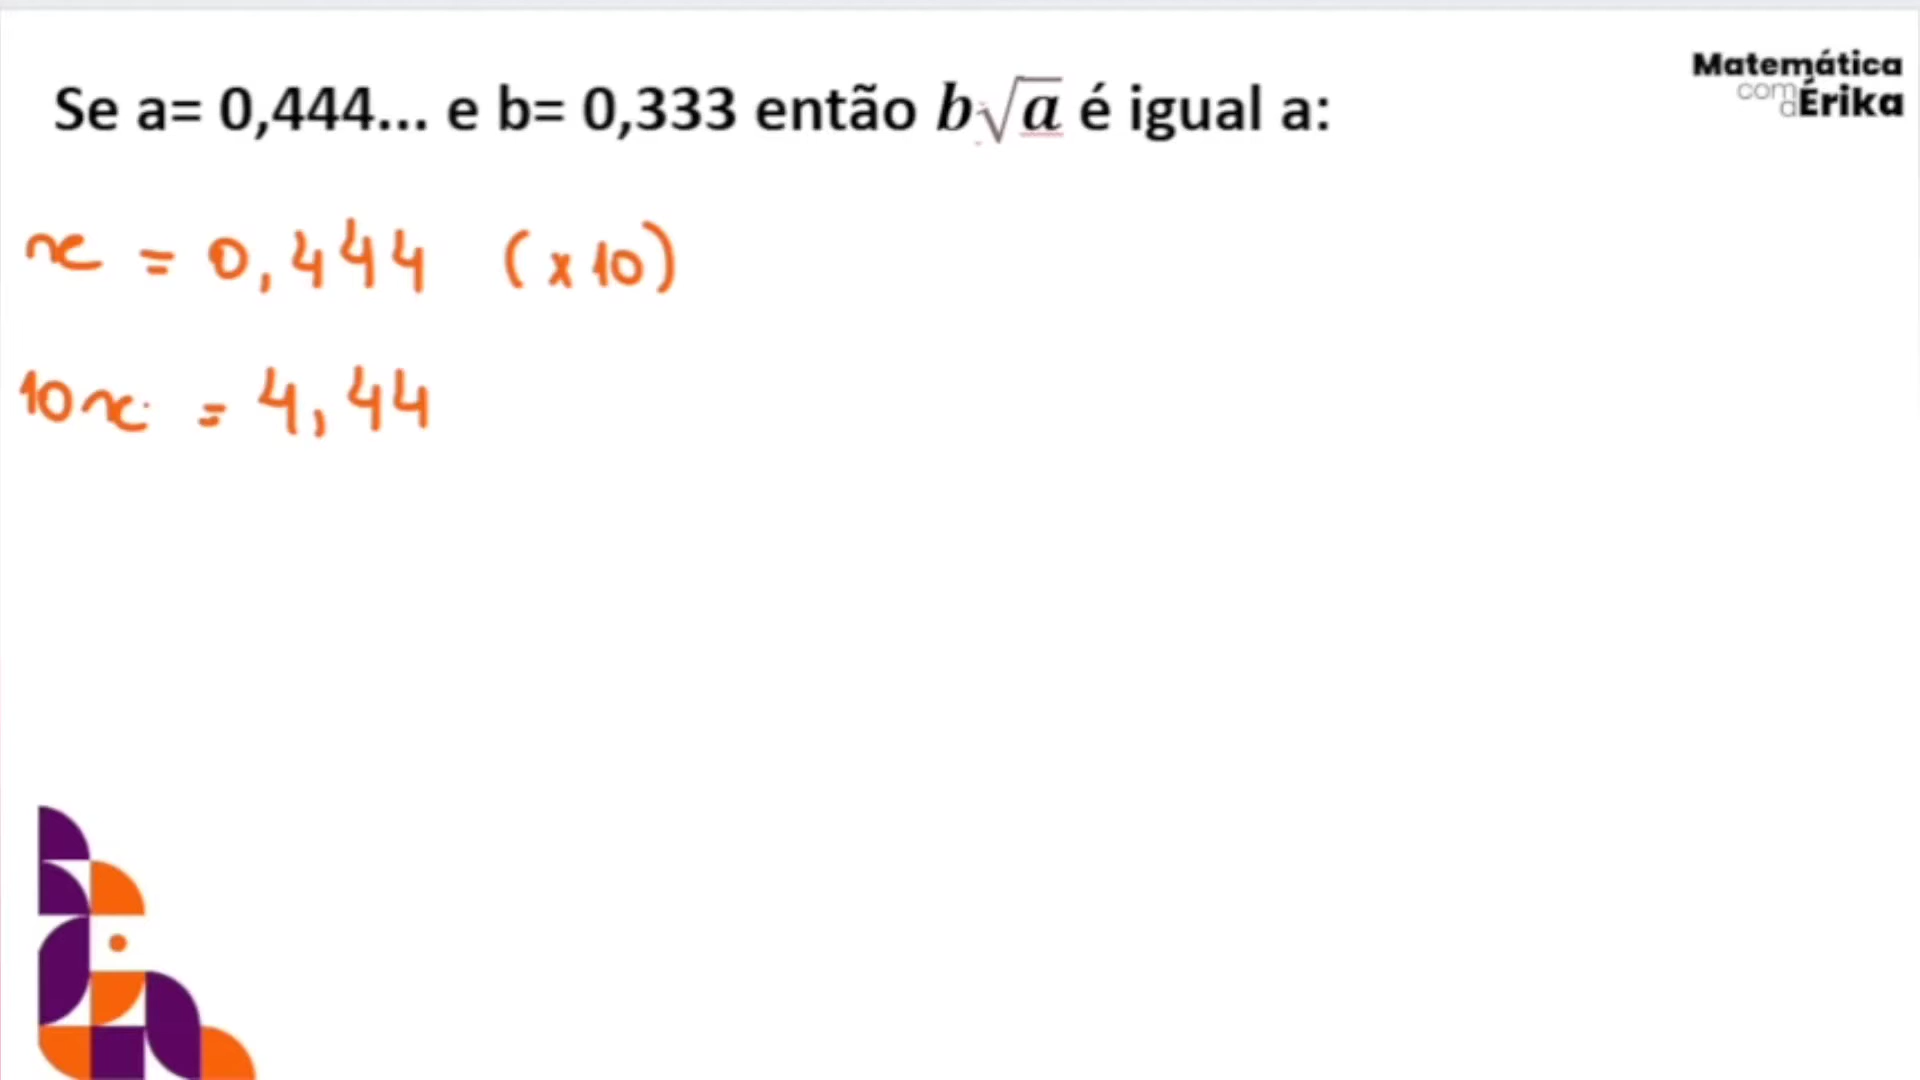 Matemática
com a Érika
Se a= 0,444... e b= 0,333 então b√a é igual a:
x = 0,444 (x10)
10x = 4,44